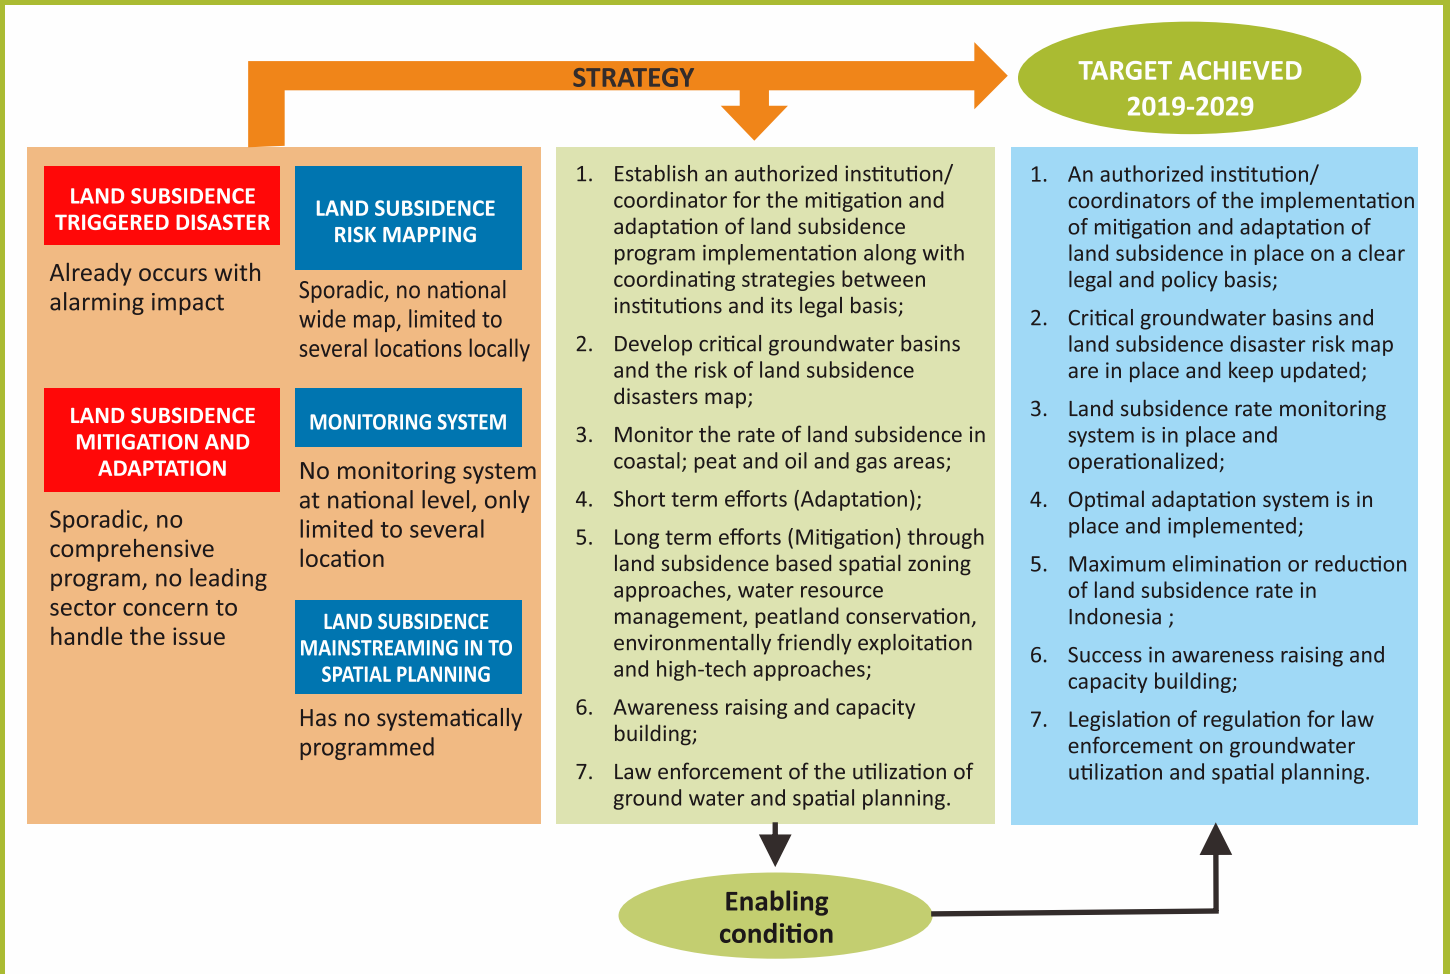 STRATEGY
TARGET ACHIEVED
2019-2029
LAND SUBSIDENCE
TRIGGERED DISASTER
Already occurs with
alarming impact
LAND SUBSIDENCE
MITIGATION AND
ADAPTATION
Sporadic, no
comprehensive
program, no leading
sector concern to
handle the issue
LAND SUBSIDENCE
RISK MAPPING
Sporadic, no national
wide map, limited to
several locations locally
MONITORING SYSTEM
No monitoring system
at national level, only
limited to several
location
LAND SUBSIDENCE
MAINSTREAMING IN TO
SPATIAL PLANNING
Has no systematically
programmed
1. Establish an authorized institution/
coordinator for the mitigation and
adaptation of land subsidence
program implementation along with
coordinating strategies between
institutions and its legal basis;
2. Develop critical groundwater basins
and the risk of land subsidence
disasters map;
3. Monitor the rate of land subsidence in
coastal; peat and oil and gas areas;
4. Short term efforts (Adaptation);
5. Long term efforts (Mitigation) through
land subsidence based spatial zoning
approaches, water resource
management, peatland conservation,
environmentally friendly exploitation
and high-tech approaches;
6. Awareness raising and capacity
building;
7. Law enforcement of the utilization of
ground water and spatial planning.
1. An authorized institution/
coordinators of the implementation
of mitigation and adaptation of
land subsidence in place on a clear
legal and policy basis;
2. Critical groundwater basins and
land subsidence disaster risk map
are in place and keep updated;
3. Land subsidence rate monitoring
system is in place and
operationalized;
4. Optimal adaptation system is in
place and implemented;
5. Maximum elimination or reduction
of land subsidence rate in
Indonesia ;
6. Success in awareness raising and
capacity building;
7. Legislation of regulation for law
enforcement on groundwater
utilization and spatial planning.
Enabling
condition